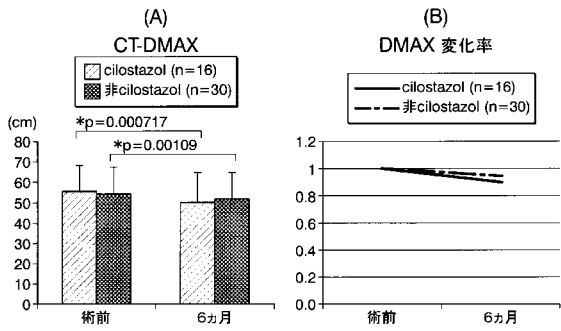 (A)
CT-DMAX
cilostazol (n=16)
非cilostazol (n=30)
(cm)
*p=0.000717
*p=0.00109
80
70
60
50
40
30
20
10
0
術前
6ヵ月
(B)
DMAX 変化率
cilostazol (n=16)
非cilostazol (n=30)
1.2
1
0.8
0.6
0.4
0.2
0.0
術前
6ヵ月